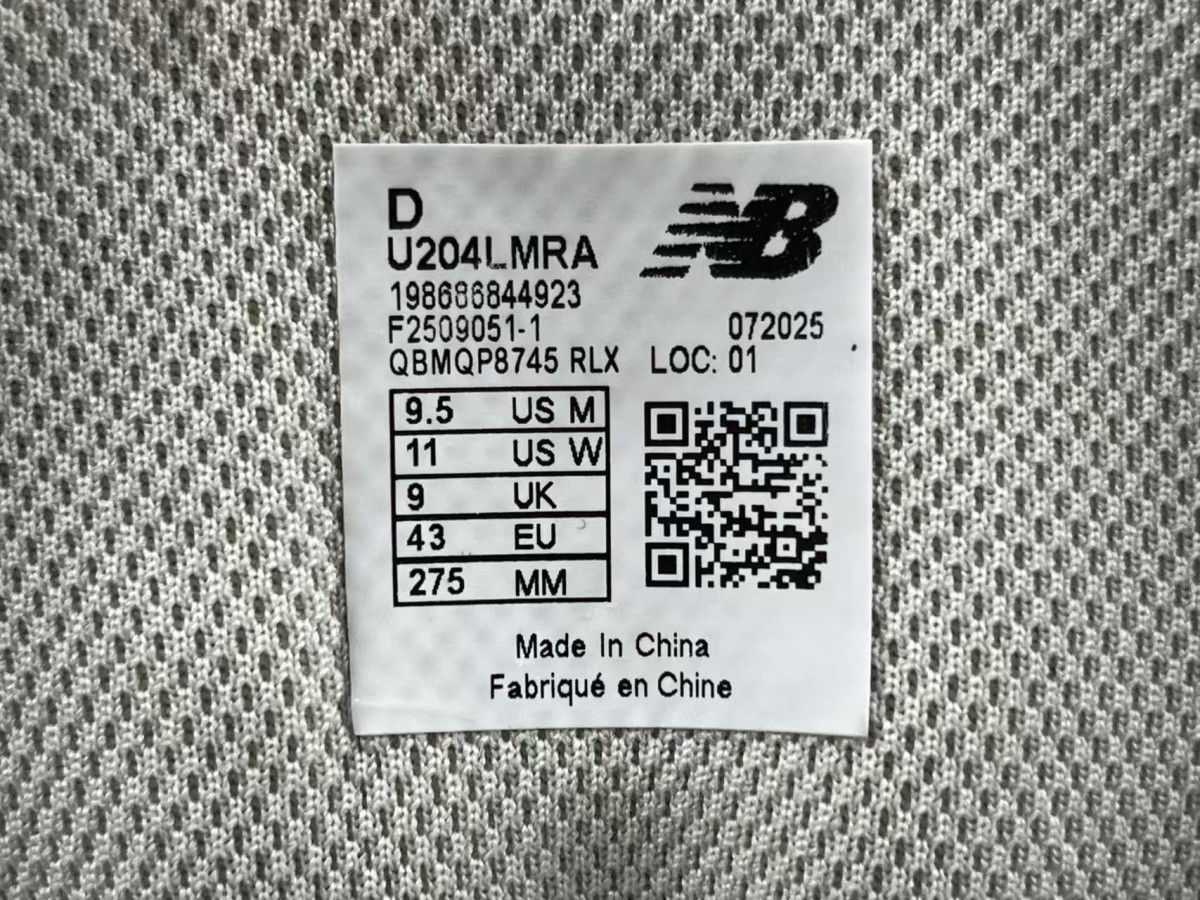 D
NB
U204LMRA
198686844923
F2509051-1 072025
QBMQP8745 RLX LOC: 01
9.5 US M
11 US W
9 UK
43 EU
275 MM
Made In China
Fabriqué en Chine